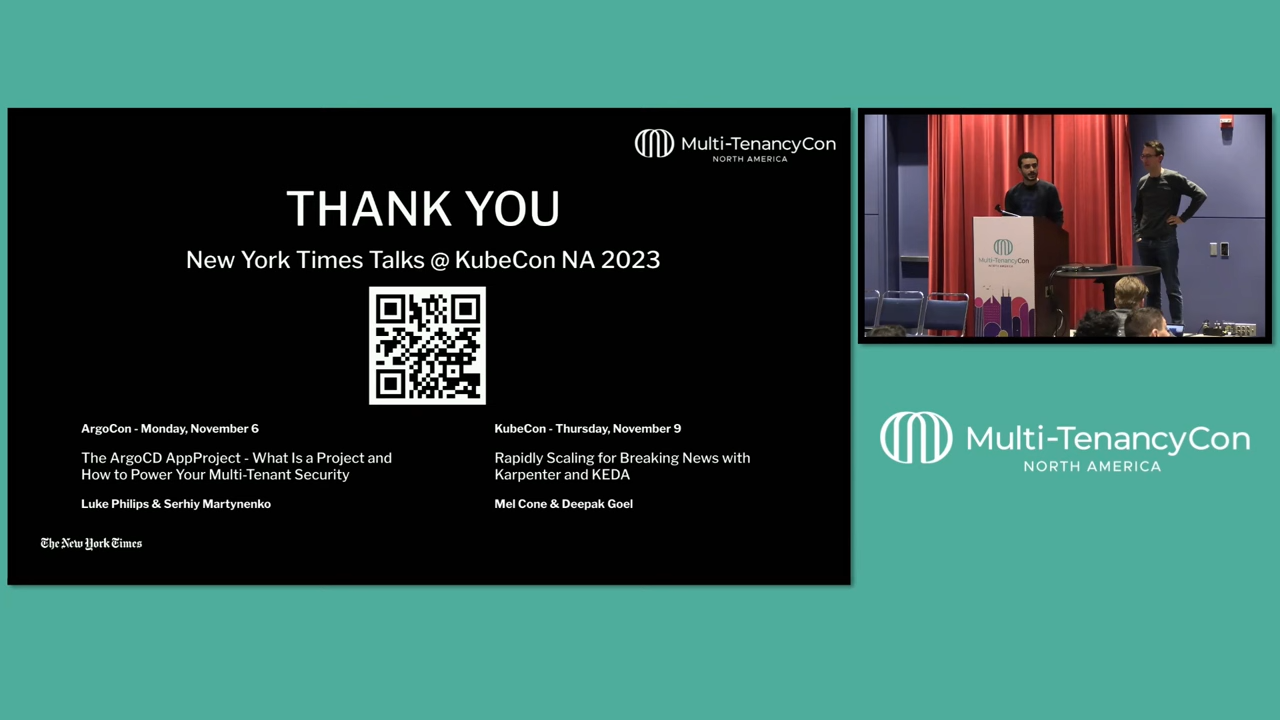 Multi-TenancyCon
NORTH AMERICA
THANK YOU
New York Times Talks @ KubeCon NA 2023
ArgoCon - Monday, November 6
The ArgoCD AppProject - What Is a Project and
How to Power Your Multi-Tenant Security
Luke Philips & Serhiy Martynenko
KubeCon - Thursday, November 9
Rapidly Scaling for Breaking News with
Karpenter and KEDA
Mel Cone & Deepak Goel
The New York Times
Multi-TenancyCon
NORTH AMERICA
Multi-TenancyCon
NORTH AMERICA